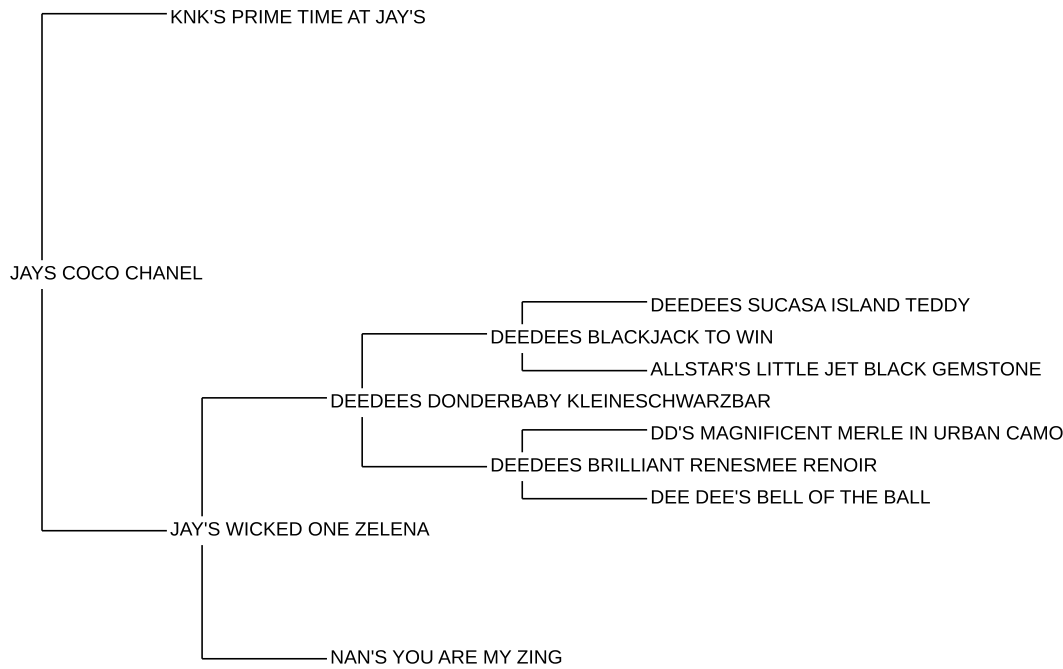 KNK'S PRIME TIME AT JAY'S
JAYS COCO CHANEL
DEEDEES SUCASA ISLAND TEDDY
DEEDEES BLACKJACK TO WIN
ALLSTAR'S LITTLE JET BLACK GEMSTONE
DEEDEES DONDERBABY KLEINESCHWARZBAR
DD'S MAGNIFICENT MERLE IN URBAN CAMO
DEEDEES BRILLIANT RENESMEE RENOIR
DEE DEE'S BELL OF THE BALL
JAY'S WICKED ONE ZELENA
NAN'S YOU ARE MY ZING